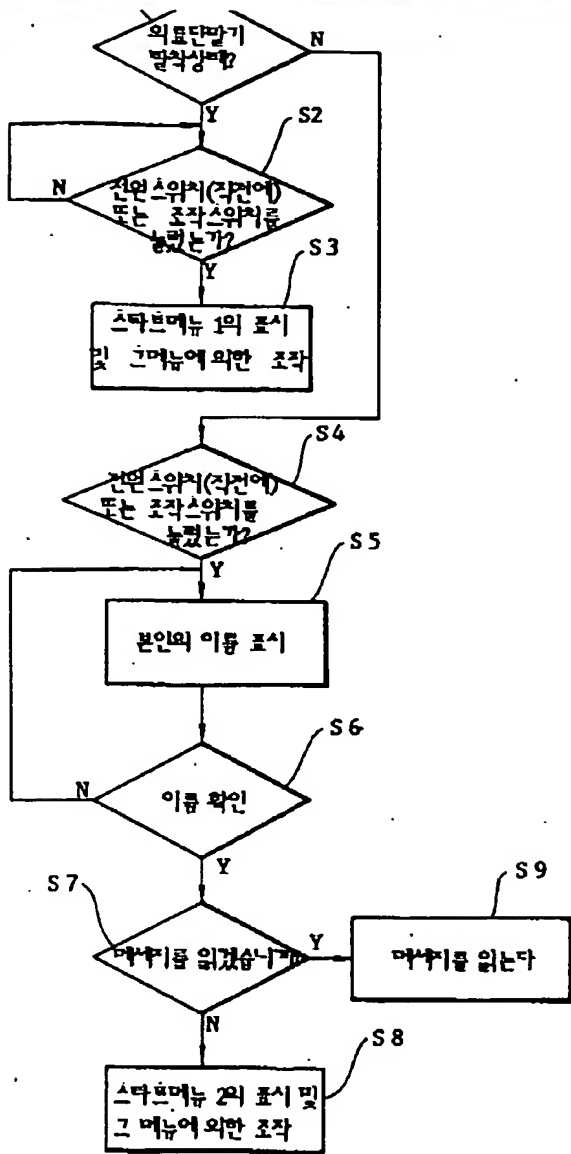 의료단말기
탈착상태?
N
Y
S2
N
전원스위치(직전에)
또는 조작스위치를
눌렀는가?
Y
S3
스타트메뉴 1의 표시
및 그메뉴에 의한 조작
S4
전원스위치(직전에)
또는 조작스위치를
눌렀는가?
Y
S5
본인의 이름 표시
S6
N
이름 확인
Y
S7
S9
메세지를 읽겠습니까?
Y
메세지를 읽는다
N
S8
스타트메뉴 2의 표시 및
그 메뉴에 의한 조작